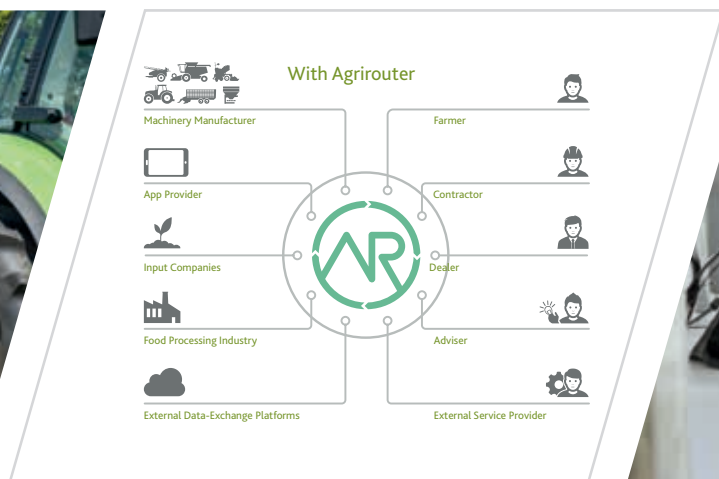 With Agrirouter
Machinery Manufacturer
Farmer
App Provider
Contractor
AR
Input Companies
Dealer
Food Processing Industry
Adviser
External Data-Exchange Platforms
External Service Provider